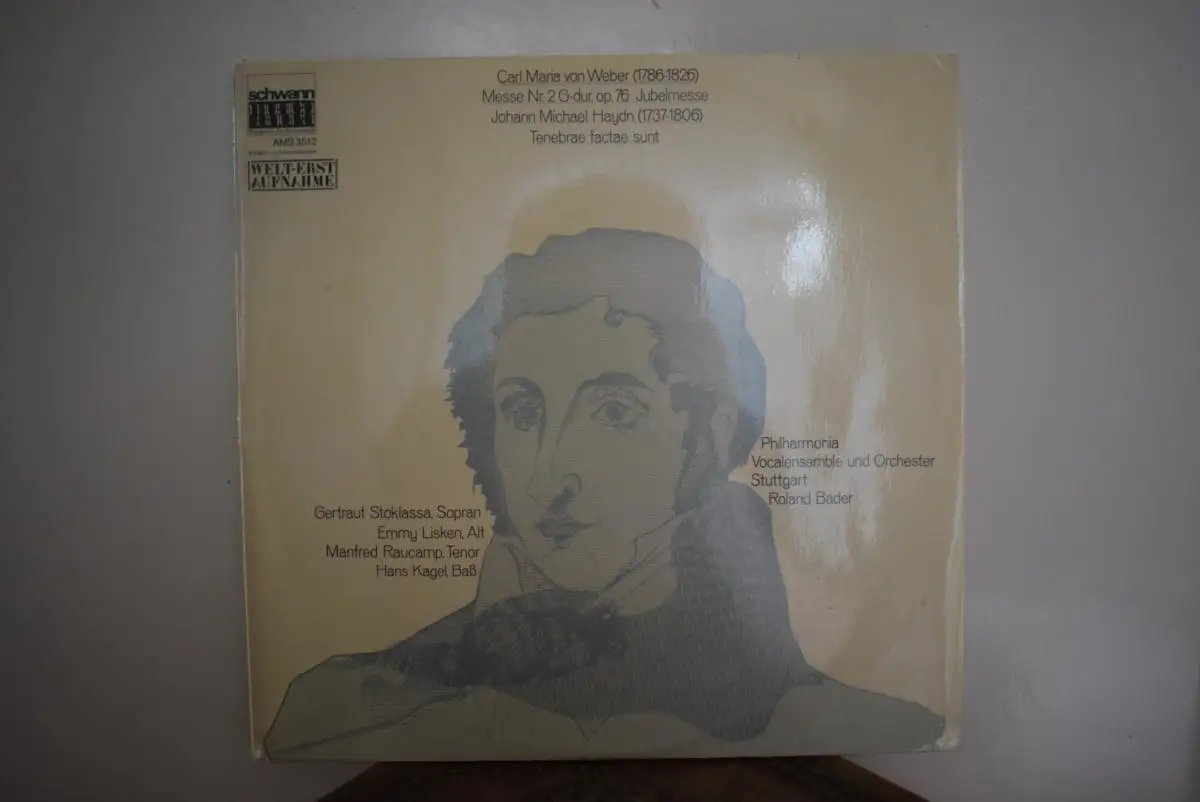 Carl Maria von Weber (1786-1826)
Messe Nr. 2 G-dur, op. 76 Jubelmesse
Johann Michael Haydn (1737-1806)
Tenebrae factae sunt
schwann
AMS 3512
WELT-ERST
AUFNAHME
Philharmonia
Vocalensemble und Orchester
Stuttgart
Roland Bader
Gertraut Stoklassa, Sopran
Emmy Lisken, Alt
Manfred Raucamp, Tenor
Hans Kagel, Baß